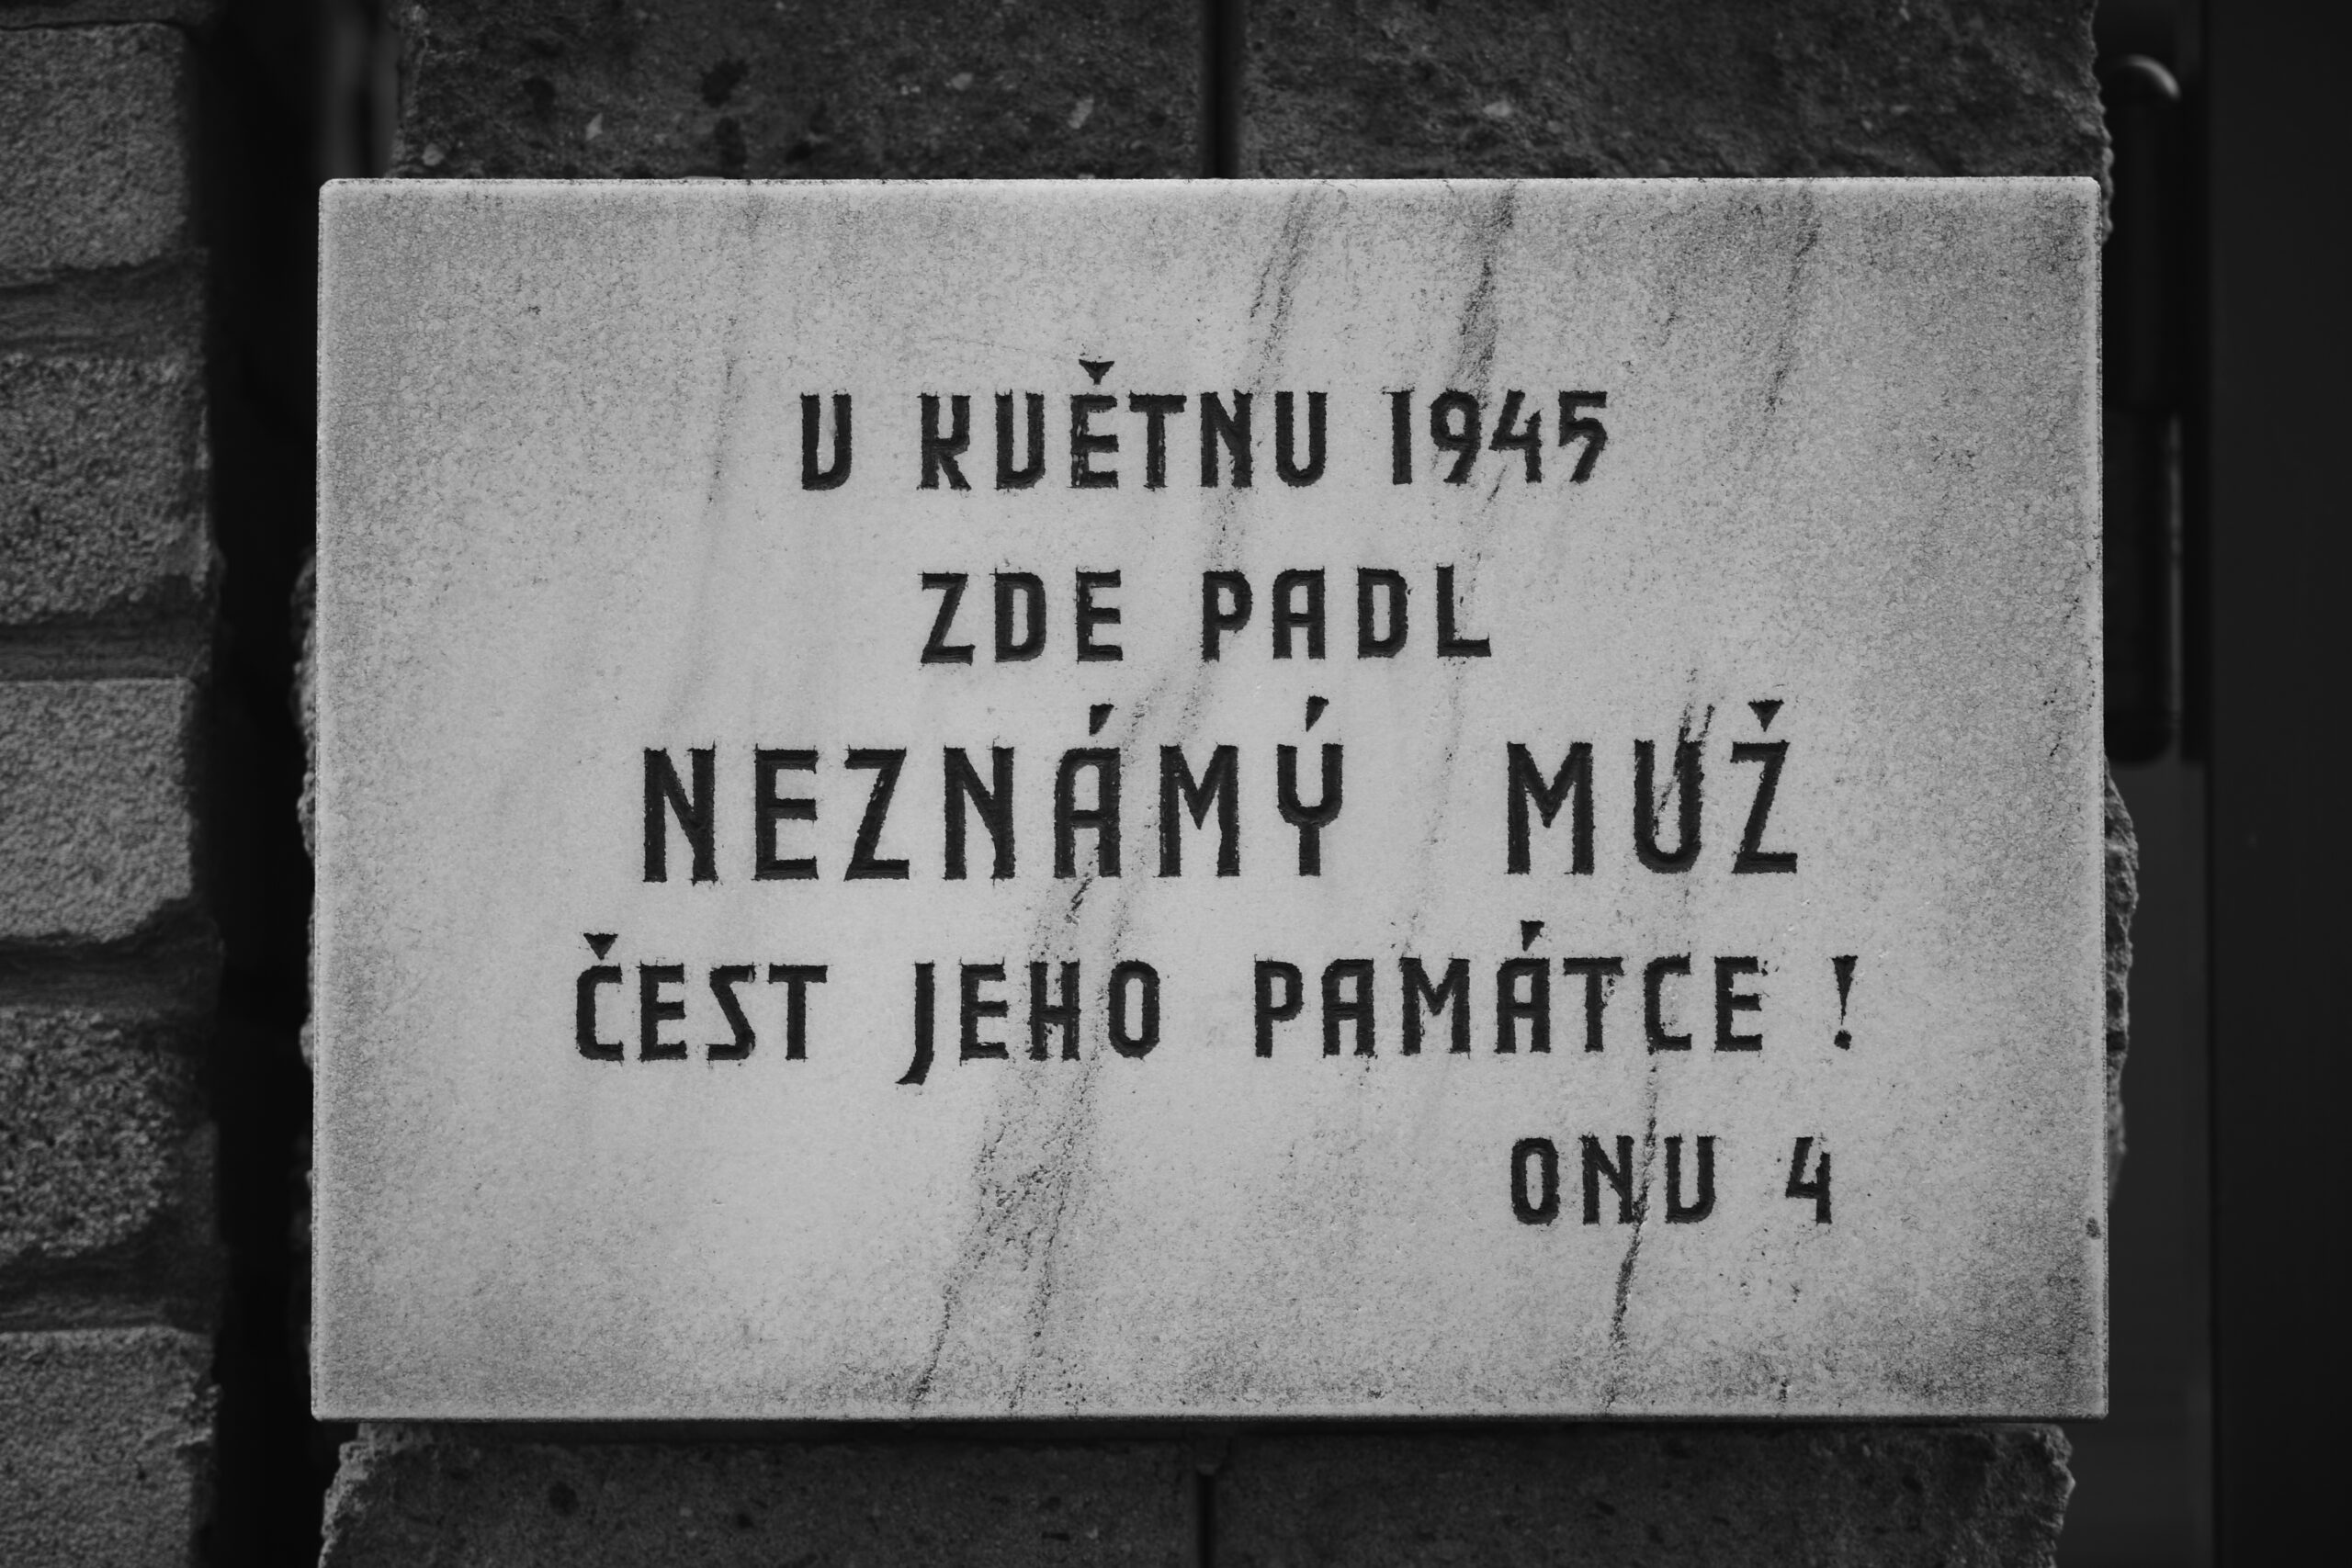 V KVĚTNU 1945
ZDE PADL
NEZNÁMÝ MUŽ
ČEST JEHO PAMÁTCE !
ONV 4